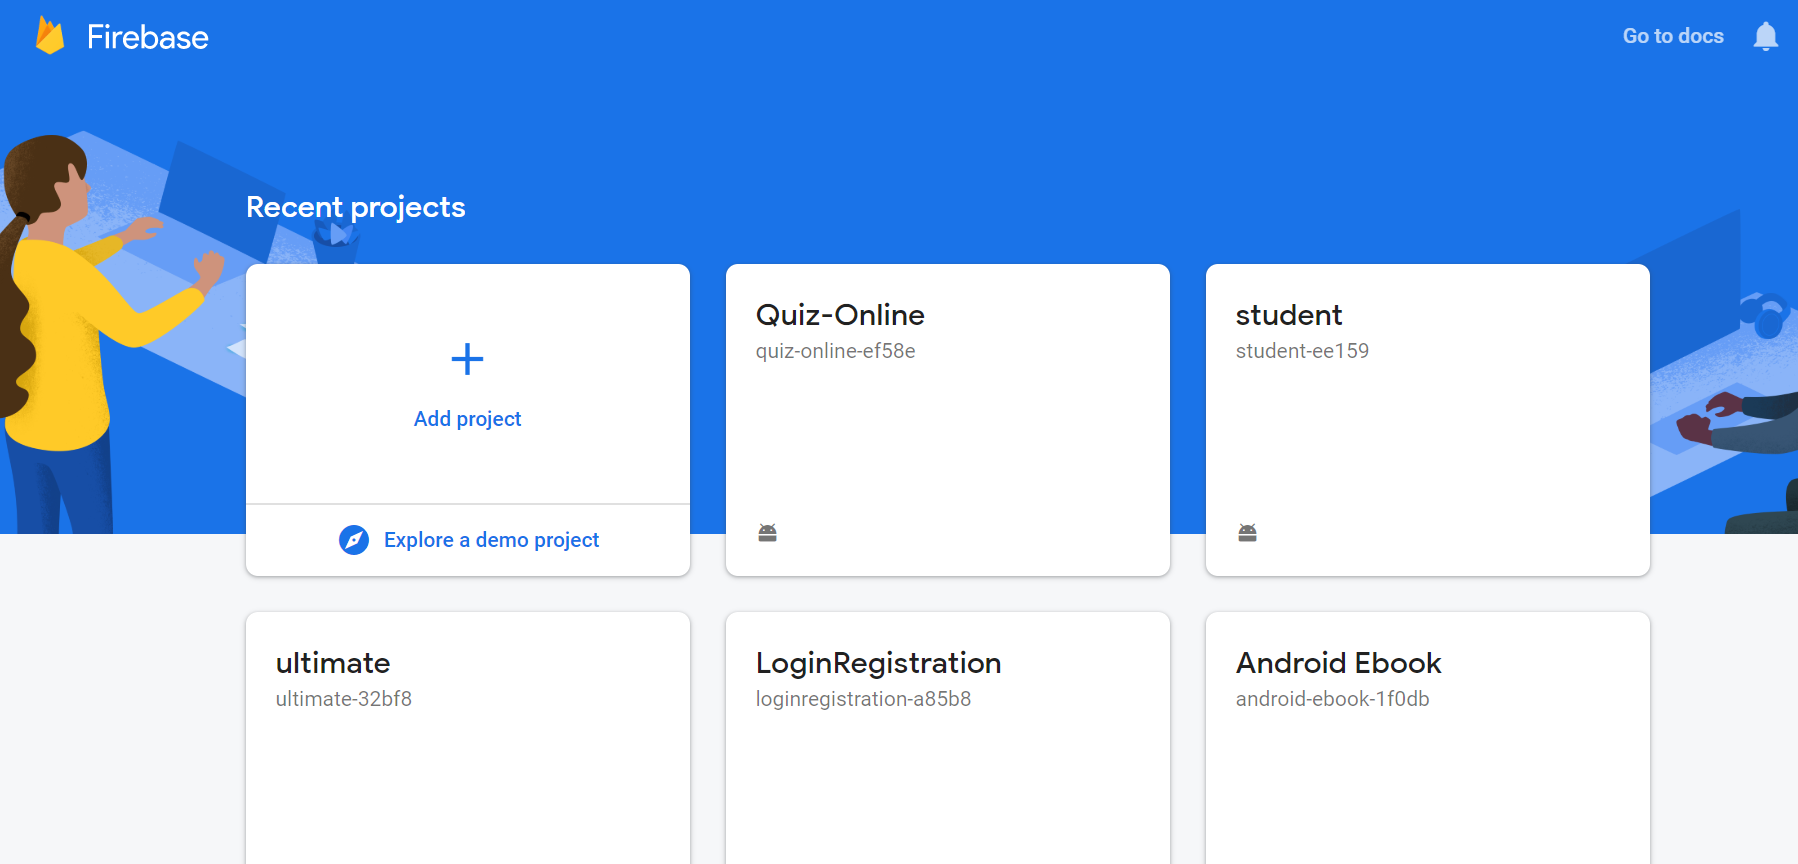 Firebase
Go to docs
Recent projects
Add project
Explore a demo project
Quiz-Online
quiz-online-ef58e
student
student-ee159
ultimate
ultimate-32bf8
LoginRegistration
loginregistration-a85b8
Android Ebook
android-ebook-1f0db